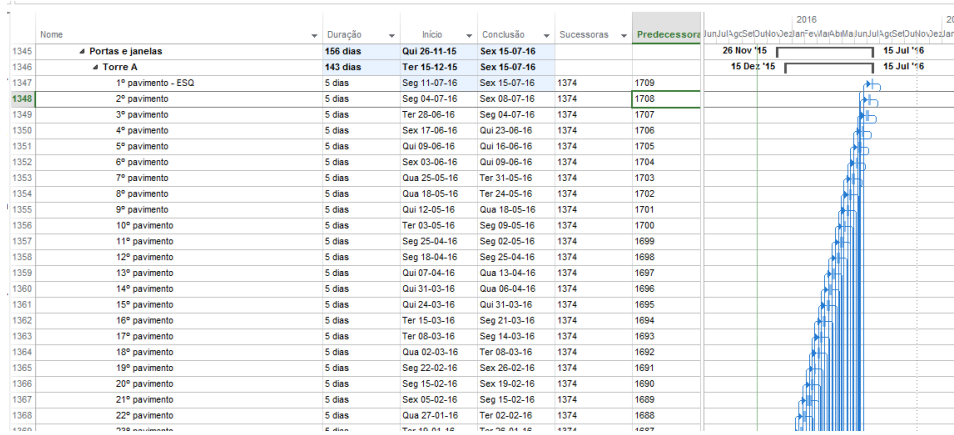 2016 20
Nome Duração Início Conclusão Sucessoras Predecessora JunJulAgoSetOutNovDezJanFevMarAbrMaiJunJulAgoSetOutNovDezJan
1345 Portas e janelas 156 dias Qui 26-11-15 Sex 15-07-16 26 Nov '15 15 Jul '16
1346 Torre A 143 dias Ter 15-12-15 Sex 15-07-16 15 Dez '15 15 Jul '16
1347 1º pavimento - ESQ 5 dias Seg 11-07-16 Sex 15-07-16 1374 1709
1348 2º pavimento 5 dias Seg 04-07-16 Sex 08-07-16 1374 1708
1349 3º pavimento 5 dias Ter 28-06-16 Seg 04-07-16 1374 1707
1350 4º pavimento 5 dias Sex 17-06-16 Qui 23-06-16 1374 1706
1351 5º pavimento 5 dias Qui 09-06-16 Qui 16-06-16 1374 1705
1352 6º pavimento 5 dias Sex 03-06-16 Qui 09-06-16 1374 1704
1353 7º pavimento 5 dias Qua 25-05-16 Ter 31-05-16 1374 1703
1354 8º pavimento 5 dias Qua 18-05-16 Ter 24-05-16 1374 1702
1355 9º pavimento 5 dias Qui 12-05-16 Qua 18-05-16 1374 1701
1356 10º pavimento 5 dias Ter 03-05-16 Seg 09-05-16 1374 1700
1357 11º pavimento 5 dias Seg 25-04-16 Seg 02-05-16 1374 1699
1358 12º pavimento 5 dias Seg 18-04-16 Seg 25-04-16 1374 1698
1359 13º pavimento 5 dias Qui 07-04-16 Qua 13-04-16 1374 1697
1360 14º pavimento 5 dias Qui 31-03-16 Qua 06-04-16 1374 1696
1361 15º pavimento 5 dias Qui 24-03-16 Qui 31-03-16 1374 1695
1362 16º pavimento 5 dias Ter 15-03-16 Seg 21-03-16 1374 1694
1363 17º pavimento 5 dias Ter 08-03-16 Seg 14-03-16 1374 1693
1364 18º pavimento 5 dias Qua 02-03-16 Ter 08-03-16 1374 1692
1365 19º pavimento 5 dias Seg 22-02-16 Sex 26-02-16 1374 1691
1366 20º pavimento 5 dias Seg 15-02-16 Sex 19-02-16 1374 1690
1367 21º pavimento 5 dias Sex 05-02-16 Seg 15-02-16 1374 1689
1368 22º pavimento 5 dias Qua 27-01-16 Ter 02-02-16 1374 1688
1369 23º pavimento 5 dias Ter 19-01-16 Ter 26-01-16 1374 1687